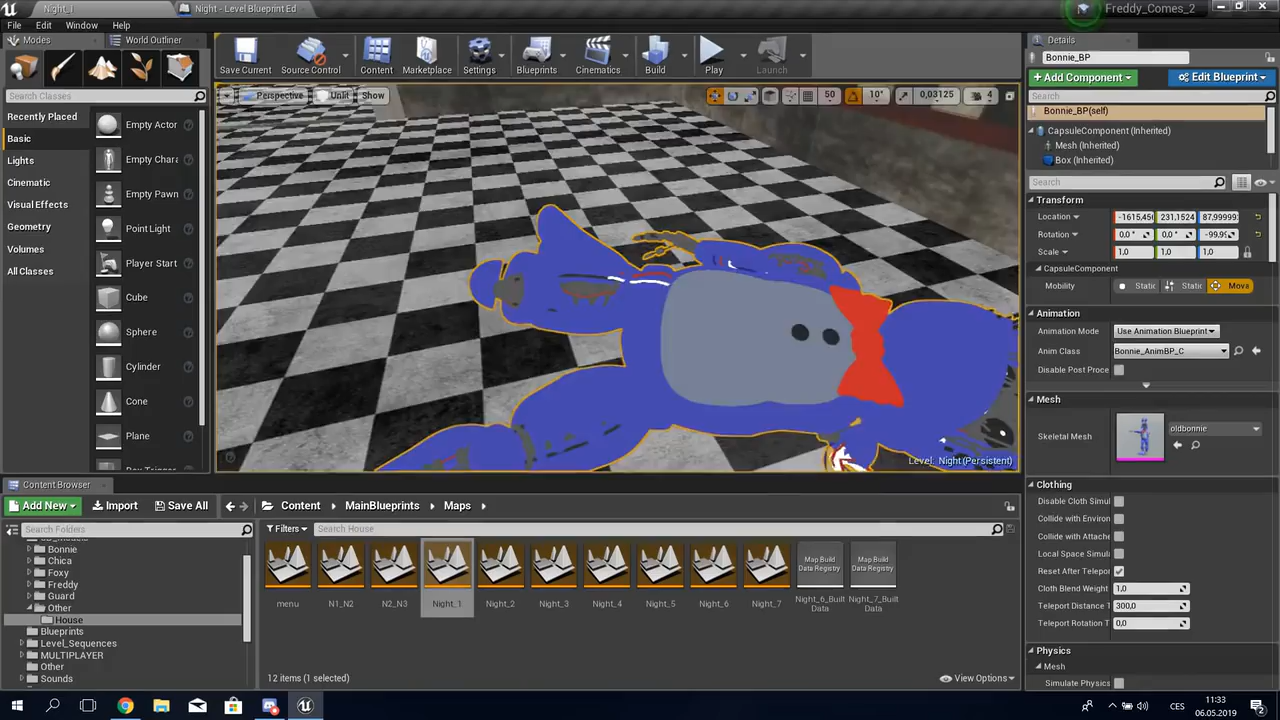 Night_1
Night - Level Blueprint Ed
Freddy_Comes_2
File Edit Window Help
Modes
World Outliner
Search Classes
Recently Placed
Basic
Lights
Cinematic
Visual Effects
Geometry
Volumes
All Classes
Empty Actor
Empty Chara
Empty Pawn
Point Light
Player Start
Cube
Sphere
Cylinder
Cone
Plane
Save Current
Source Control
Content
Marketplace
Settings
Blueprints
Cinematics
Build
Play
Launch
Perspective
Unlit
Show
50
10°
0,03125
4
Level: Night (Persistent)
Details
Bonnie_BP
+ Add Component
Edit Blueprint
Search
Bonnie_BP(self)
CapsuleComponent (Inherited)
Mesh (Inherited)
Box (Inherited)
Search
Transform
Location -1615,450 231,1524 87,99999
Rotation 0,0 ° 0,0 ° -99,99
Scale 1,0 1,0 1,0
CapsuleComponent
Mobility Static Static Mova
Animation
Animation Mode Use Animation Blueprint
Anim Class Bonnie_AnimBP_C
Disable Post Proce
Mesh
Skeletal Mesh oldbonnie
Clothing
Disable Cloth Simul
Collide with Environ
Collide with Attache
Local Space Simula
Reset After Telepor
Cloth Blend Weight 1,0
Teleport Distance T 300,0
Teleport Rotation T 0,0
Physics
Mesh
Simulate Physics
Content Browser
Add New
Import
Save All
Content
MainBlueprints
Maps
Search Folders
Filters
Search House
Bonnie
Chica
Foxy
Freddy
Guard
Other
House
Blueprints
Level_Sequences
MULTIPLAYER
Other
Sounds
menu
N1_N2
N2_N3
Night_1
Night_2
Night_3
Night_4
Night_5
Night_6
Night_7
Map Build
Data Registry
Night_6_Built
Data
Map Build
Data Registry
Night_7_Built
Data
12 items (1 selected)
View Options
CES
11:33
06.05.2019
2